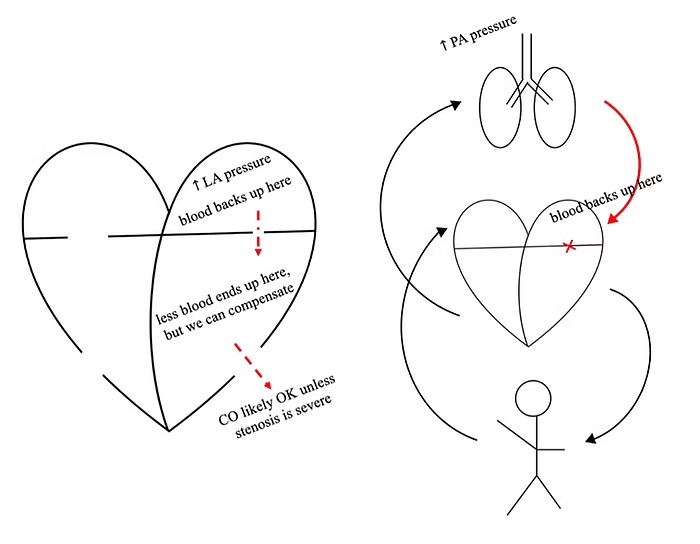 ↑ LA pressure
blood backs up here
less blood ends up here,
but we can compensate
CO likely OK unless
stenosis is severe
↑ PA pressure
blood backs up here